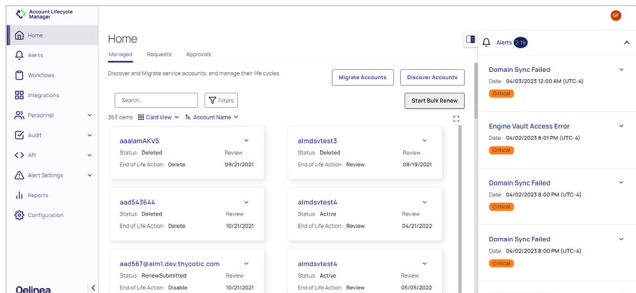 Account Lifecycle
Manager
GF
Home
Alerts
Workflows
Integrations
Personnel
Audit
API
Alert Settings
Reports
Configuration
Delinea
Home
Managed Requests Approvals
Discover and Migrate service accounts, and manage their life cycles.
Migrate Accounts Discover Accounts
Search... Filters Start Bulk Renew
363 items Card View Account Name
aaalamAKV5
Status: Deleted Review
End of Life Action: Delete 09/21/2021
almdsvtest3
Status: Deleted Review
End of Life Action: Review 08/19/2021
aad543644
Status: Deleted Review
End of Life Action: Delete 10/21/2021
almdsvtest4
Status: Active Review
End of Life Action: Review 04/21/2022
aad567@alm1.dev.thycotic.com
Status: RenewSubmitted Review
End of Life Action: Disable 10/21/2021
almdsvtest4
Status: Active Review
End of Life Action: Review 05/05/2022
Alerts
Domain Sync Failed
Date: 04/03/2023 12:00 AM (UTC-4)
Critical
Engine Vault Access Error
Date: 04/02/2023 8:01 PM (UTC-4)
Critical
Domain Sync Failed
Date: 04/02/2023 8:00 PM (UTC-4)
Critical
Domain Sync Failed
Date: 04/02/2023 8:00 PM (UTC-4)
Critical